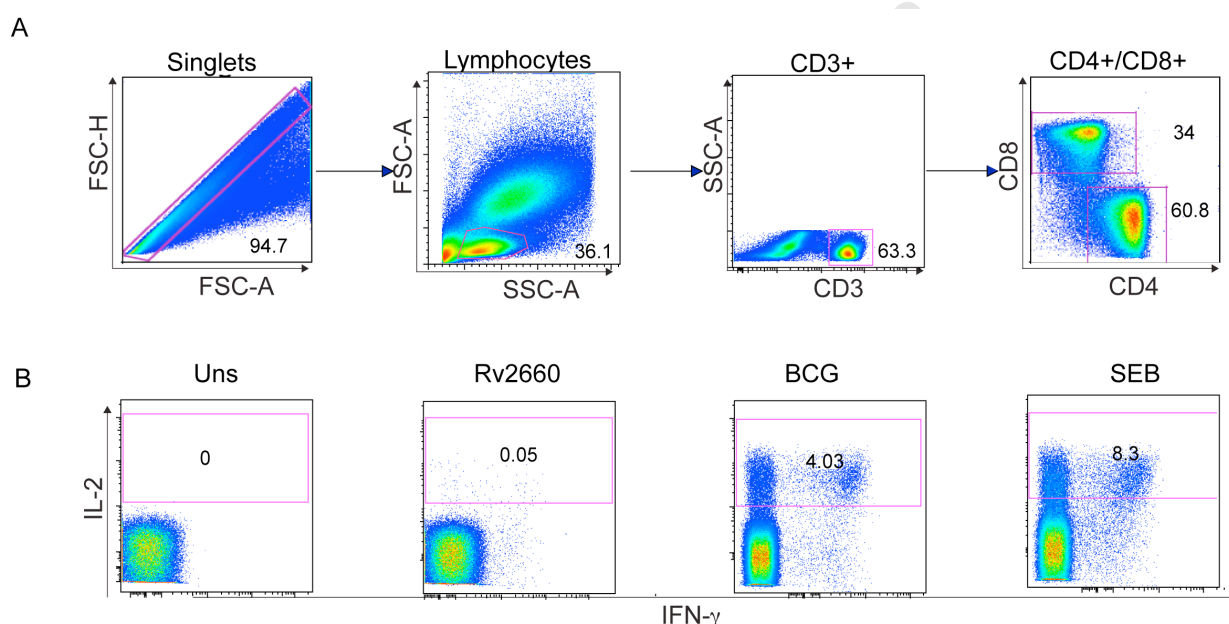 A
Singlets
Lymphocytes
CD3+
CD4+/CD8+
FSC-H
94.7
FSC-A
FSC-A
36.1
SSC-A
SSC-A
63.3
CD3
CD8
34
60.8
CD4
B
Uns
Rv2660
BCG
SEB
IL-2
0
0.05
4.03
8.3
IFN-γ